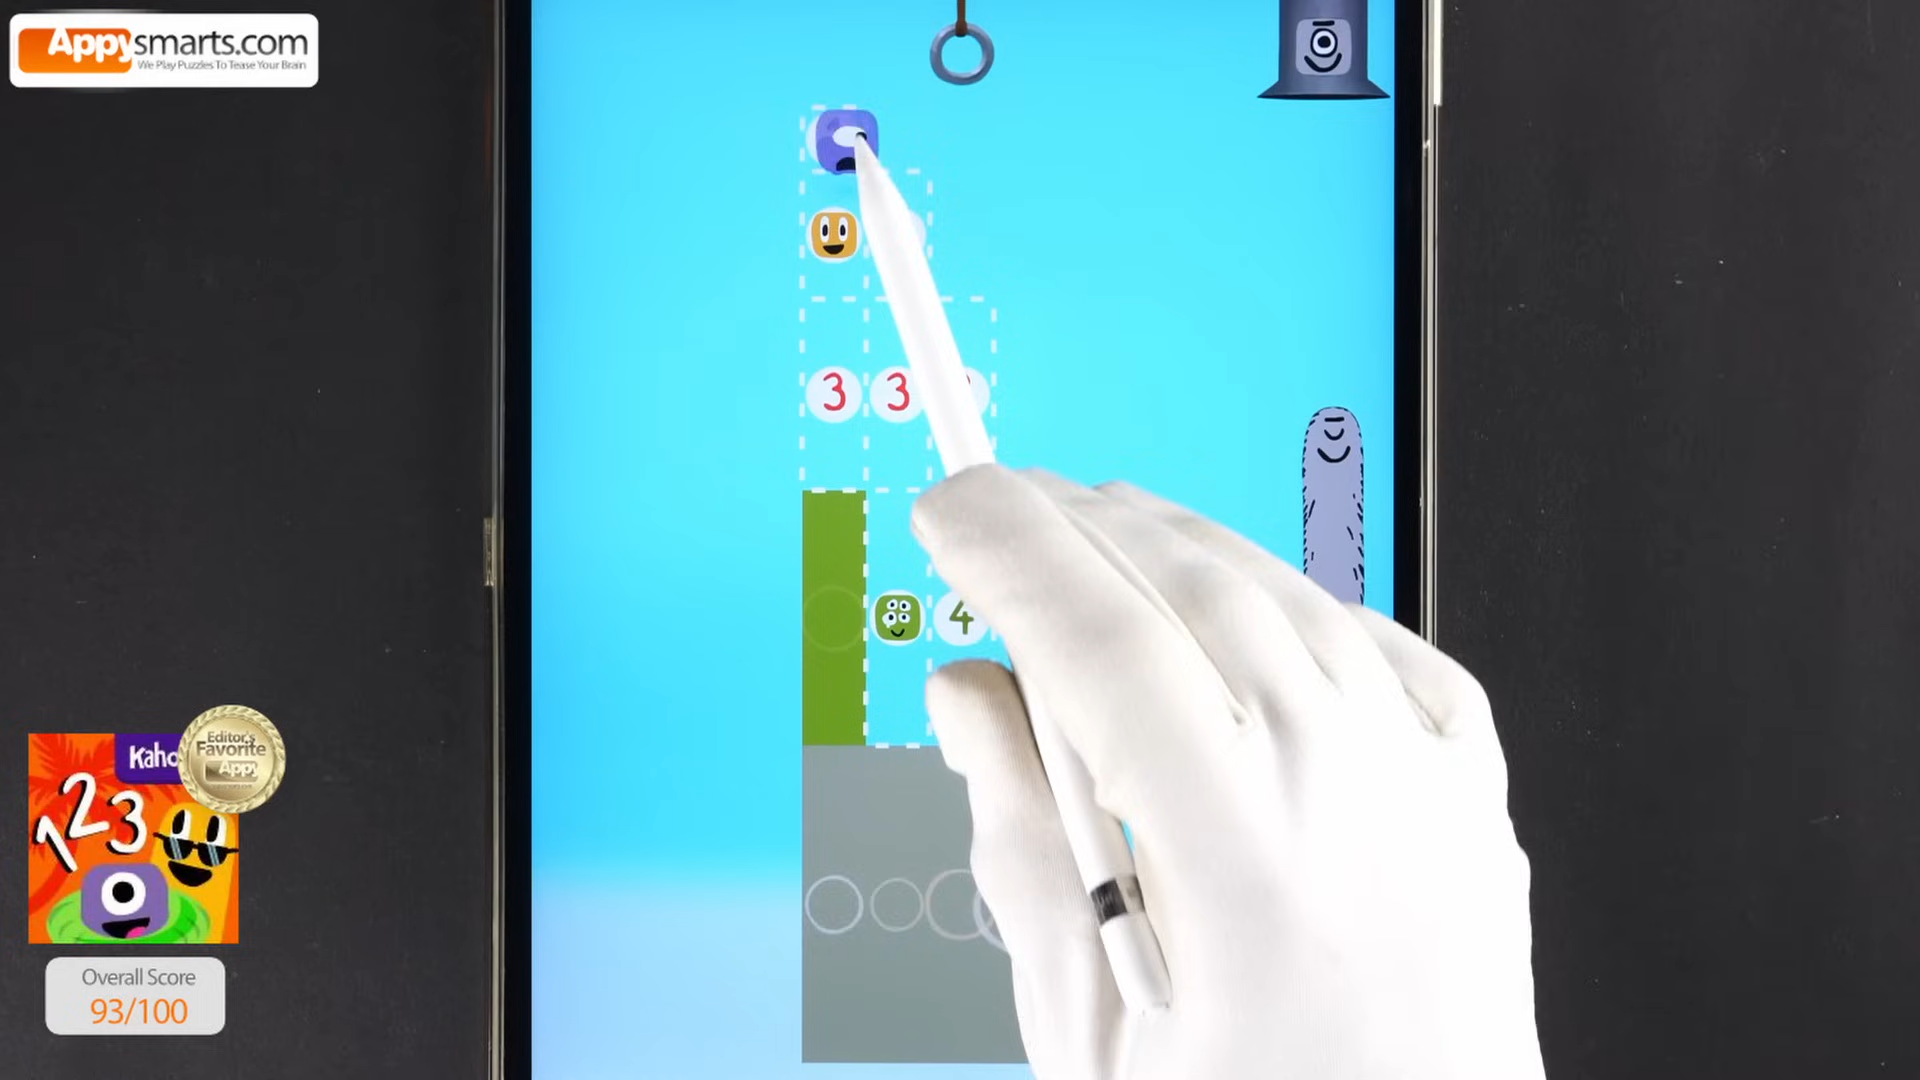 Appysmarts.com
We Play Puzzles To Tease Your Brain
3 3
4
Editor's
Favorite
Appy
Kaho
123
Overall Score
93/100